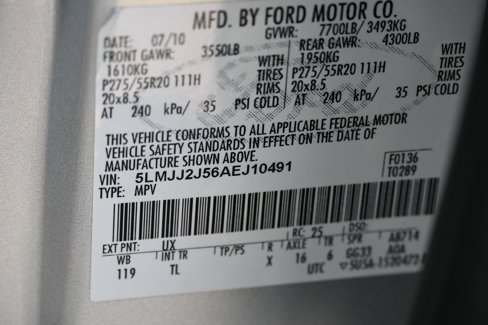 MFD. BY FORD MOTOR CO.
DATE: 07/10 GVWR: 7700LB/ 3493KG
FRONT GAWR: 3550LB REAR GAWR: 4300LB
1610KG WITH 1950KG WITH
P275/55R20 111H TIRES P275/55R20 111H TIRES
20x8.5 RIMS 20x8.5 RIMS
AT 240 kPa/ 35 PSI COLD AT 240 kPa/ 35 PSI COLD
THIS VEHICLE CONFORMS TO ALL APPLICABLE FEDERAL MOTOR
VEHICLE SAFETY STANDARDS IN EFFECT ON THE DATE OF
MANUFACTURE SHOWN ABOVE.
VIN: 5LMJJ2J56AEJ10491 F0136
TYPE: MPV T0289
EXT PNT: UX RC: 25 DSO:
WB INT TR TP/PS R AXLE TR SPR A8714
119 TL X 16 6 GG33 AOA
UTC